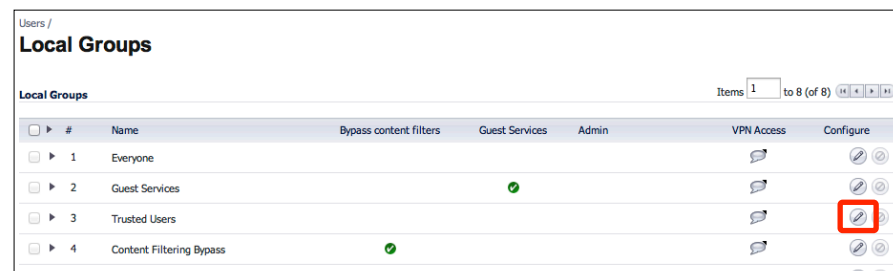 Users /
Local Groups
Local Groups Items 1 to 8 (of 8)
# Name Bypass content filters Guest Services Admin VPN Access Configure
1 Everyone
2 Guest Services
3 Trusted Users
4 Content Filtering Bypass